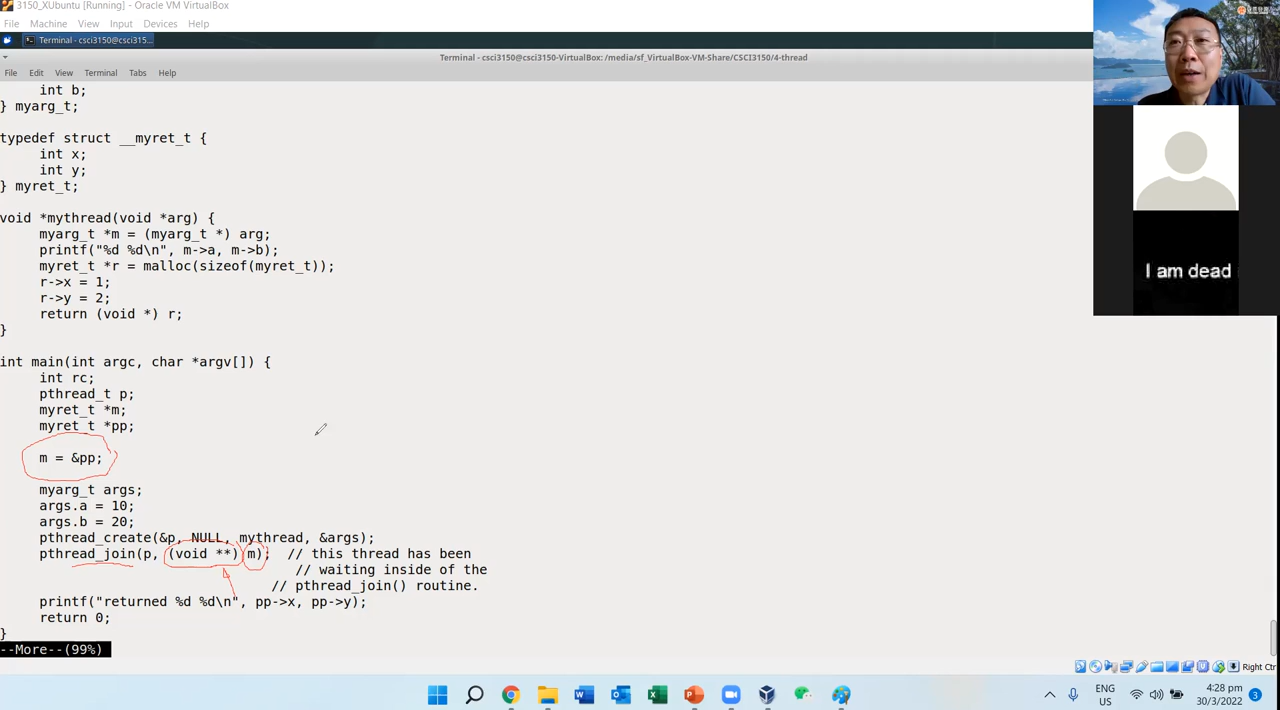 3150_XUbuntu [Running] - Oracle VM VirtualBox
File Machine View Input Devices Help
Terminal - csci3150@csci315...
Terminal - csci3150@csci3150-VirtualBox: /media/sf_VirtualBox-VM-Share/CSCI3150/4-thread
File Edit View Terminal Tabs Help
int b;
} myarg_t;
typedef struct __myret_t {
int x;
int y;
} myret_t;
void *mythread(void *arg) {
myarg_t *m = (myarg_t *) arg;
printf("%d %d\n", m->a, m->b);
myret_t *r = malloc(sizeof(myret_t));
r->x = 1;
r->y = 2;
return (void *) r;
}
int main(int argc, char *argv[]) {
int rc;
pthread_t p;
myret_t *m;
myret_t *pp;
m = &pp;
myarg_t args;
args.a = 10;
args.b = 20;
pthread_create(&p, NULL, mythread, &args);
pthread_join(p, (void **) m); // this thread has been
// waiting inside of the
// pthread_join() routine.
printf("returned %d %d\n", pp->x, pp->y);
return 0;
}
--More--(99%)
I am dead
Right Ctr
ENG
US
4:28 pm
30/3/2022
3